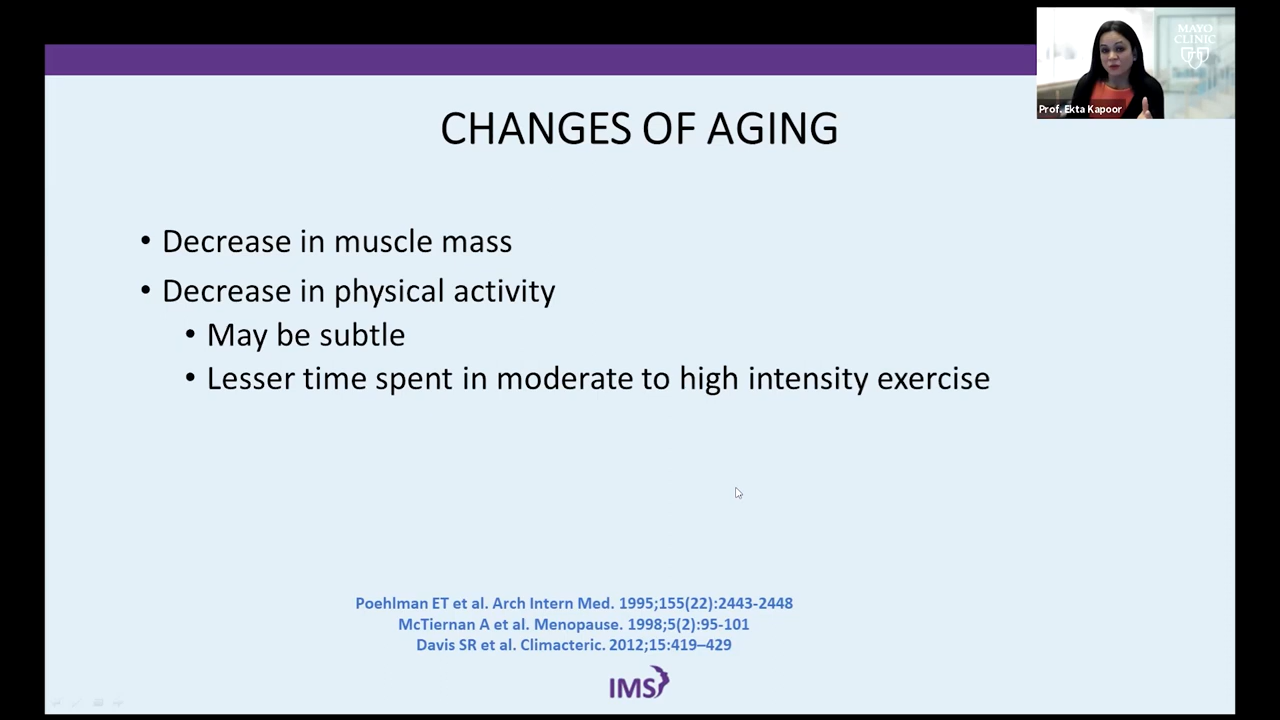 MAYO
CLINIC
Prof. Ekta Kapoor
CHANGES OF AGING
• Decrease in muscle mass
• Decrease in physical activity
• May be subtle
• Lesser time spent in moderate to high intensity exercise
Poehlman ET et al. Arch Intern Med. 1995;155(22):2443-2448
McTiernan A et al. Menopause. 1998;5(2):95-101
Davis SR et al. Climacteric. 2012;15:419–429
IMS